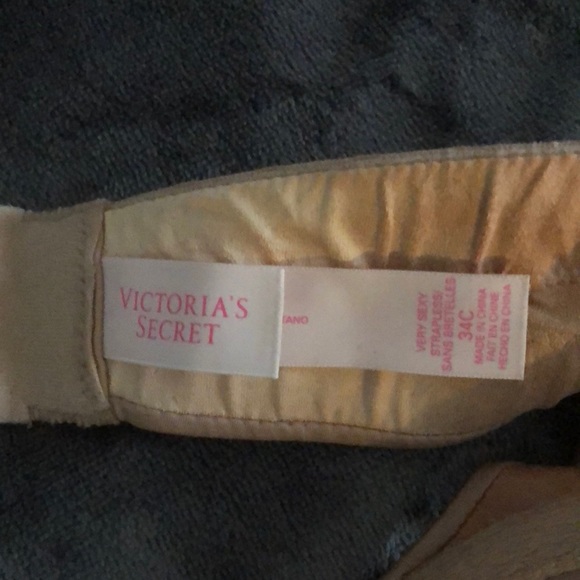 VICTORIA'S
SECRET
VERY SEXY
STRAPLESS/
SANS BRETELLES
34C
MADE IN CHINA
FAIT EN CHINE
HECHO EN CHINA